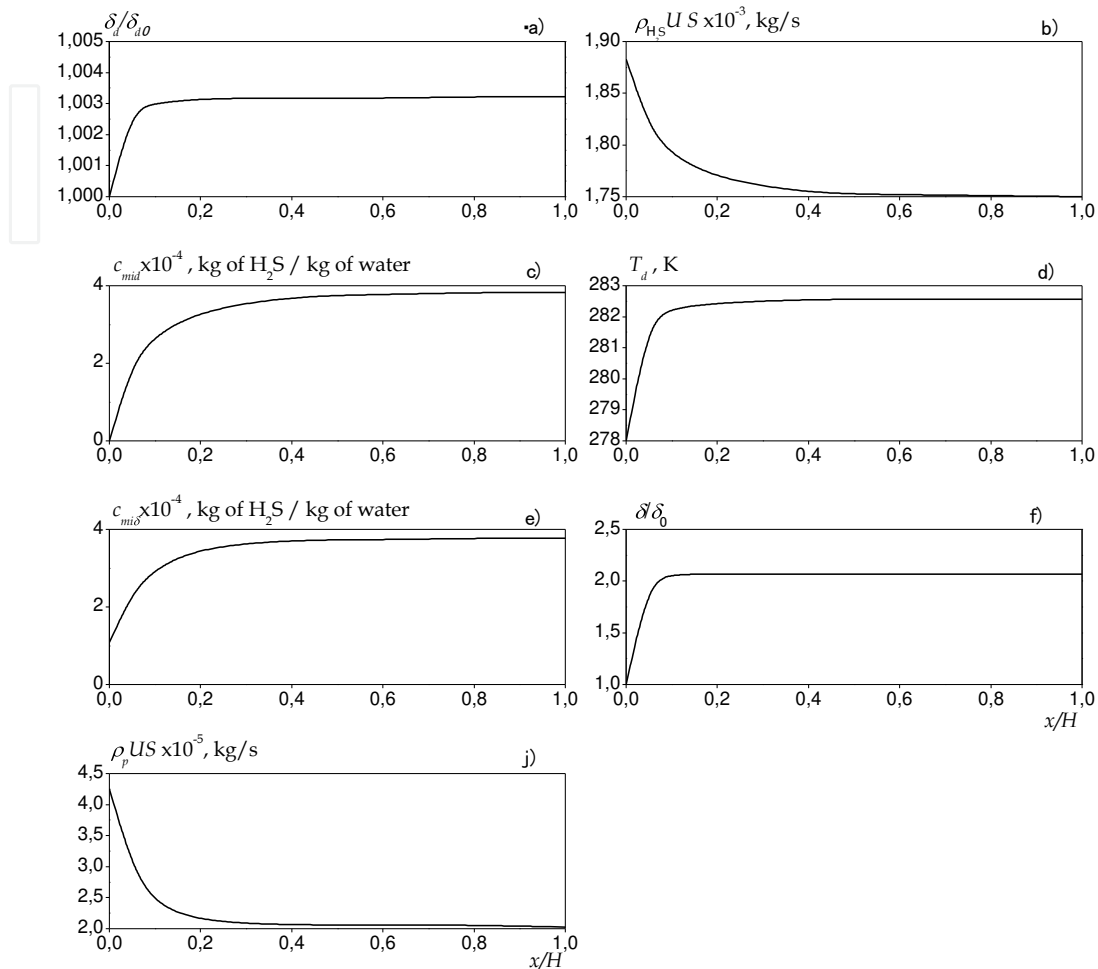 δd/δd0 ▪a)
1,005
1,004
1,003
1,002
1,001
1,000
0,0 0,2 0,4 0,6 0,8 1,0
ρH₂S U S x10⁻³, kg/s b)
1,90
1,85
1,80
1,75
0,0 0,2 0,4 0,6 0,8 1,0
cmid x10⁻⁴ , kg of H₂S / kg of water c)
4
2
0
0,0 0,2 0,4 0,6 0,8 1,0
Td , K d)
283
282
281
280
279
278
0,0 0,2 0,4 0,6 0,8 1,0
cmiδ x10⁻⁴, kg of H₂S / kg of water e)
4
2
0
0,0 0,2 0,4 0,6 0,8 1,0
δ/δ₀ f)
2,5
2,0
1,5
1,0
0,0 0,2 0,4 0,6 0,8 1,0
x/H
ρp US x10⁻⁵, kg/s j)
4,5
4,0
3,5
3,0
2,5
2,0
0,0 0,2 0,4 0,6 0,8 1,0
x/H